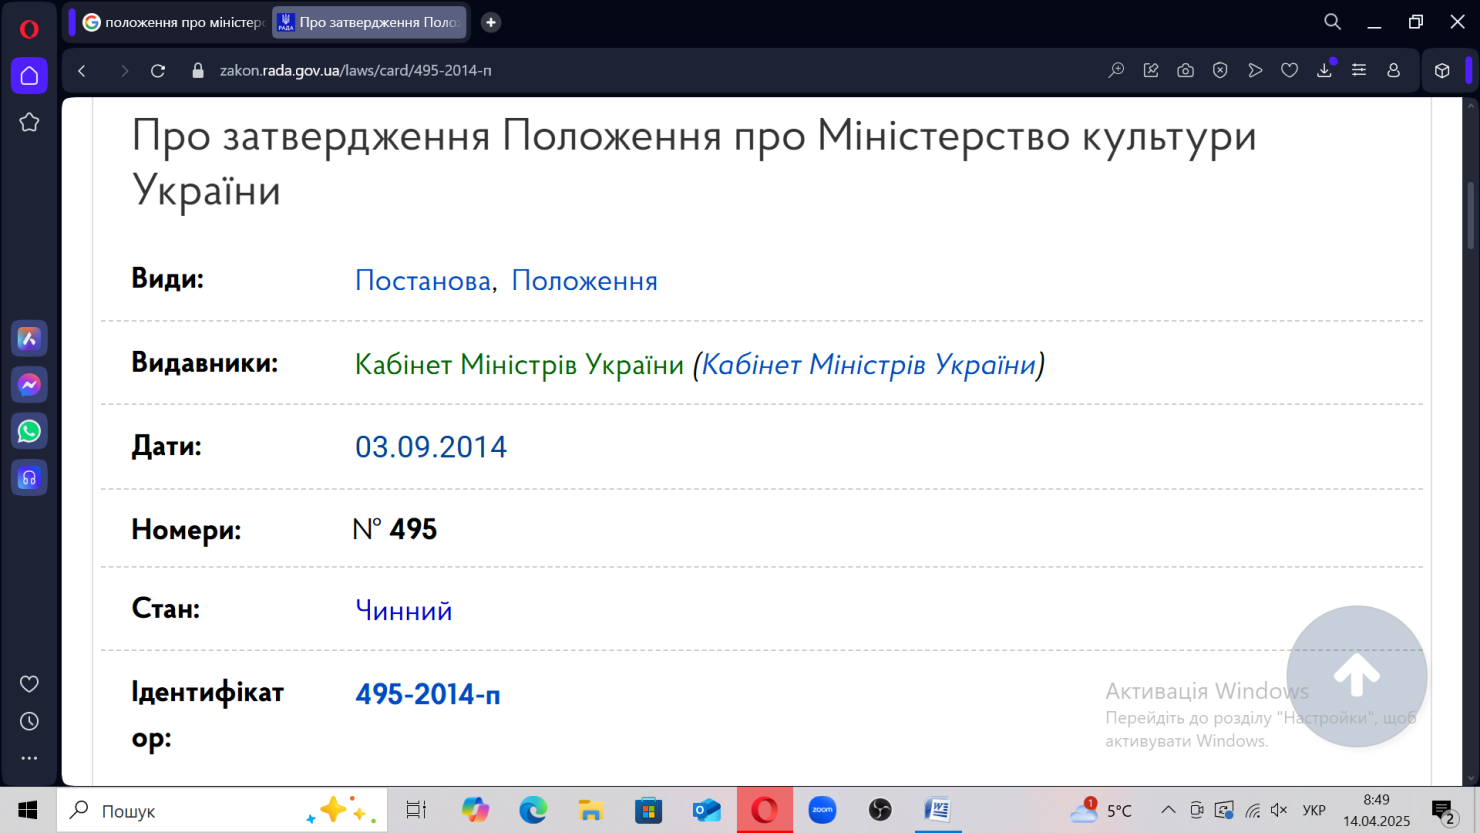 положення про міністер
Про затвердження Поло
zakon.rada.gov.ua/laws/card/495-2014-п
Про затвердження Положення про Міністерство культури
України
Види: Постанова, Положення
Видавники: Кабінет Міністрів України (Кабінет Міністрів України)
Дати: 03.09.2014
Номери: № 495
Стан: Чинний
Ідентифікат 495-2014-п
ор:
Активація Windows
Перейдіть до розділу "Настройки", щоб
активувати Windows.
Пошук
zoom
1
5°C
УКР
8:49
14.04.2025
2